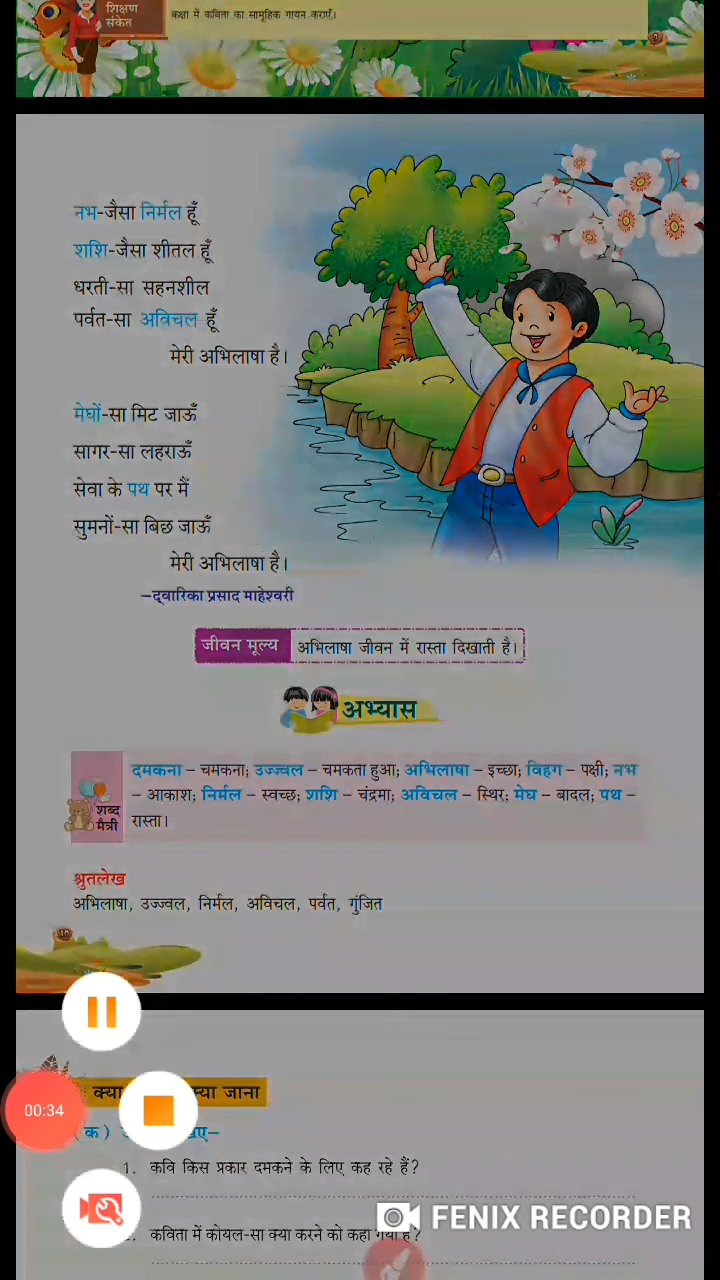 शिक्षण
संकेत
कक्षा में कविता का सामूहिक गायन कराएँ।
नभ-जैसा निर्मल हूँ
शशि-जैसा शीतल हूँ
धरती-सा सहनशील
पर्वत-सा अविचल हूँ
मेरी अभिलाषा है।
मेघों-सा मिट जाऊँ
सागर-सा लहराऊँ
सेवा के पथ पर मैं
सुमनों-सा बिछ जाऊँ
मेरी अभिलाषा है।
–द्वारिका प्रसाद माहेश्वरी
जीवन मूल्य अभिलाषा जीवन में रास्ता दिखाती है।
अभ्यास
शब्द
मैत्री
दमकना – चमकना; उज्ज्वल – चमकता हुआ; अभिलाषा – इच्छा; विहग – पक्षी; नभ
– आकाश; निर्मल – स्वच्छ; शशि – चंद्रमा; अविचल – स्थिर; मेघ – बादल; पथ –
रास्ता।
श्रुतलेख
अभिलाषा, उज्ज्वल, निर्मल, अविचल, पर्वत, गुंजित
क्या जाना
00:34
(क)
1. कवि किस प्रकार दमकने के लिए कह रहे हैं?
FENIX RECORDER
कविता में कोयल-सा क्या करने को कहा गया है?